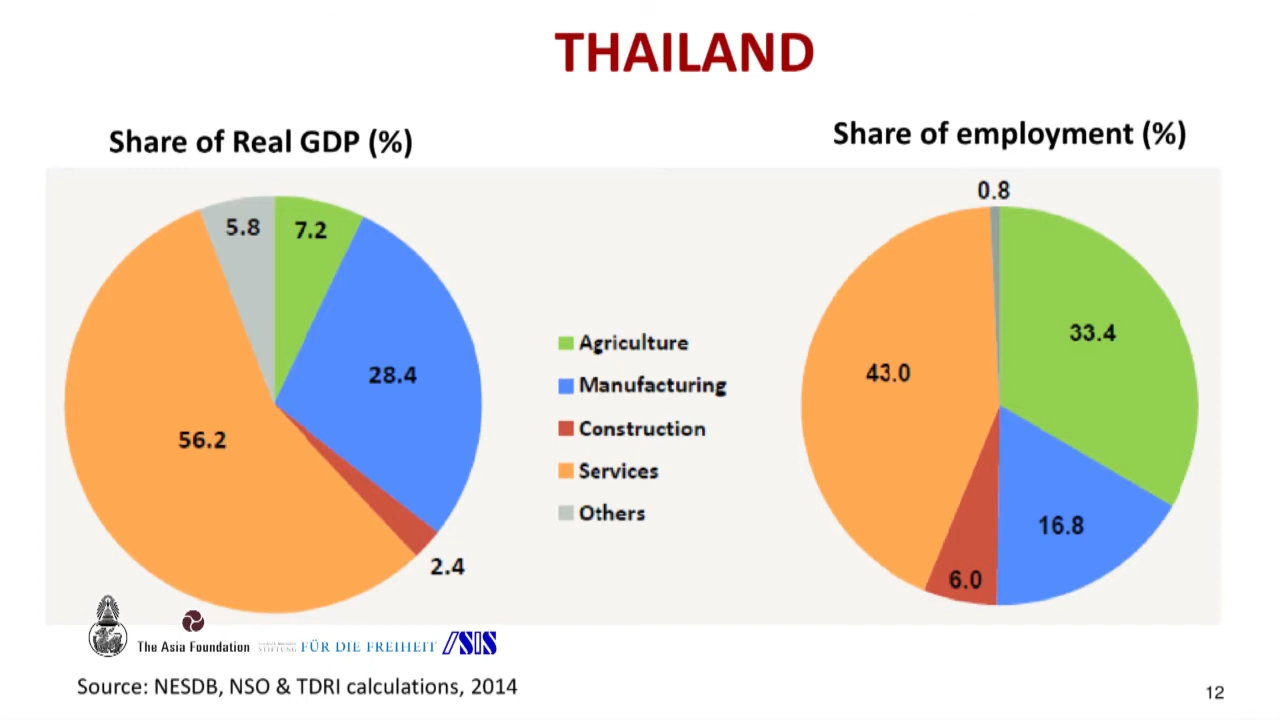 THAILAND
Share of Real GDP (%)
Share of employment (%)
5.8
7.2
28.4
56.2
2.4
Agriculture
Manufacturing
Construction
Services
Others
0.8
33.4
43.0
16.8
6.0
The Asia Foundation
STIFTUNG FÜR DIE FREIHEIT
ISIS
Source: NESDB, NSO & TDRI calculations, 2014
12